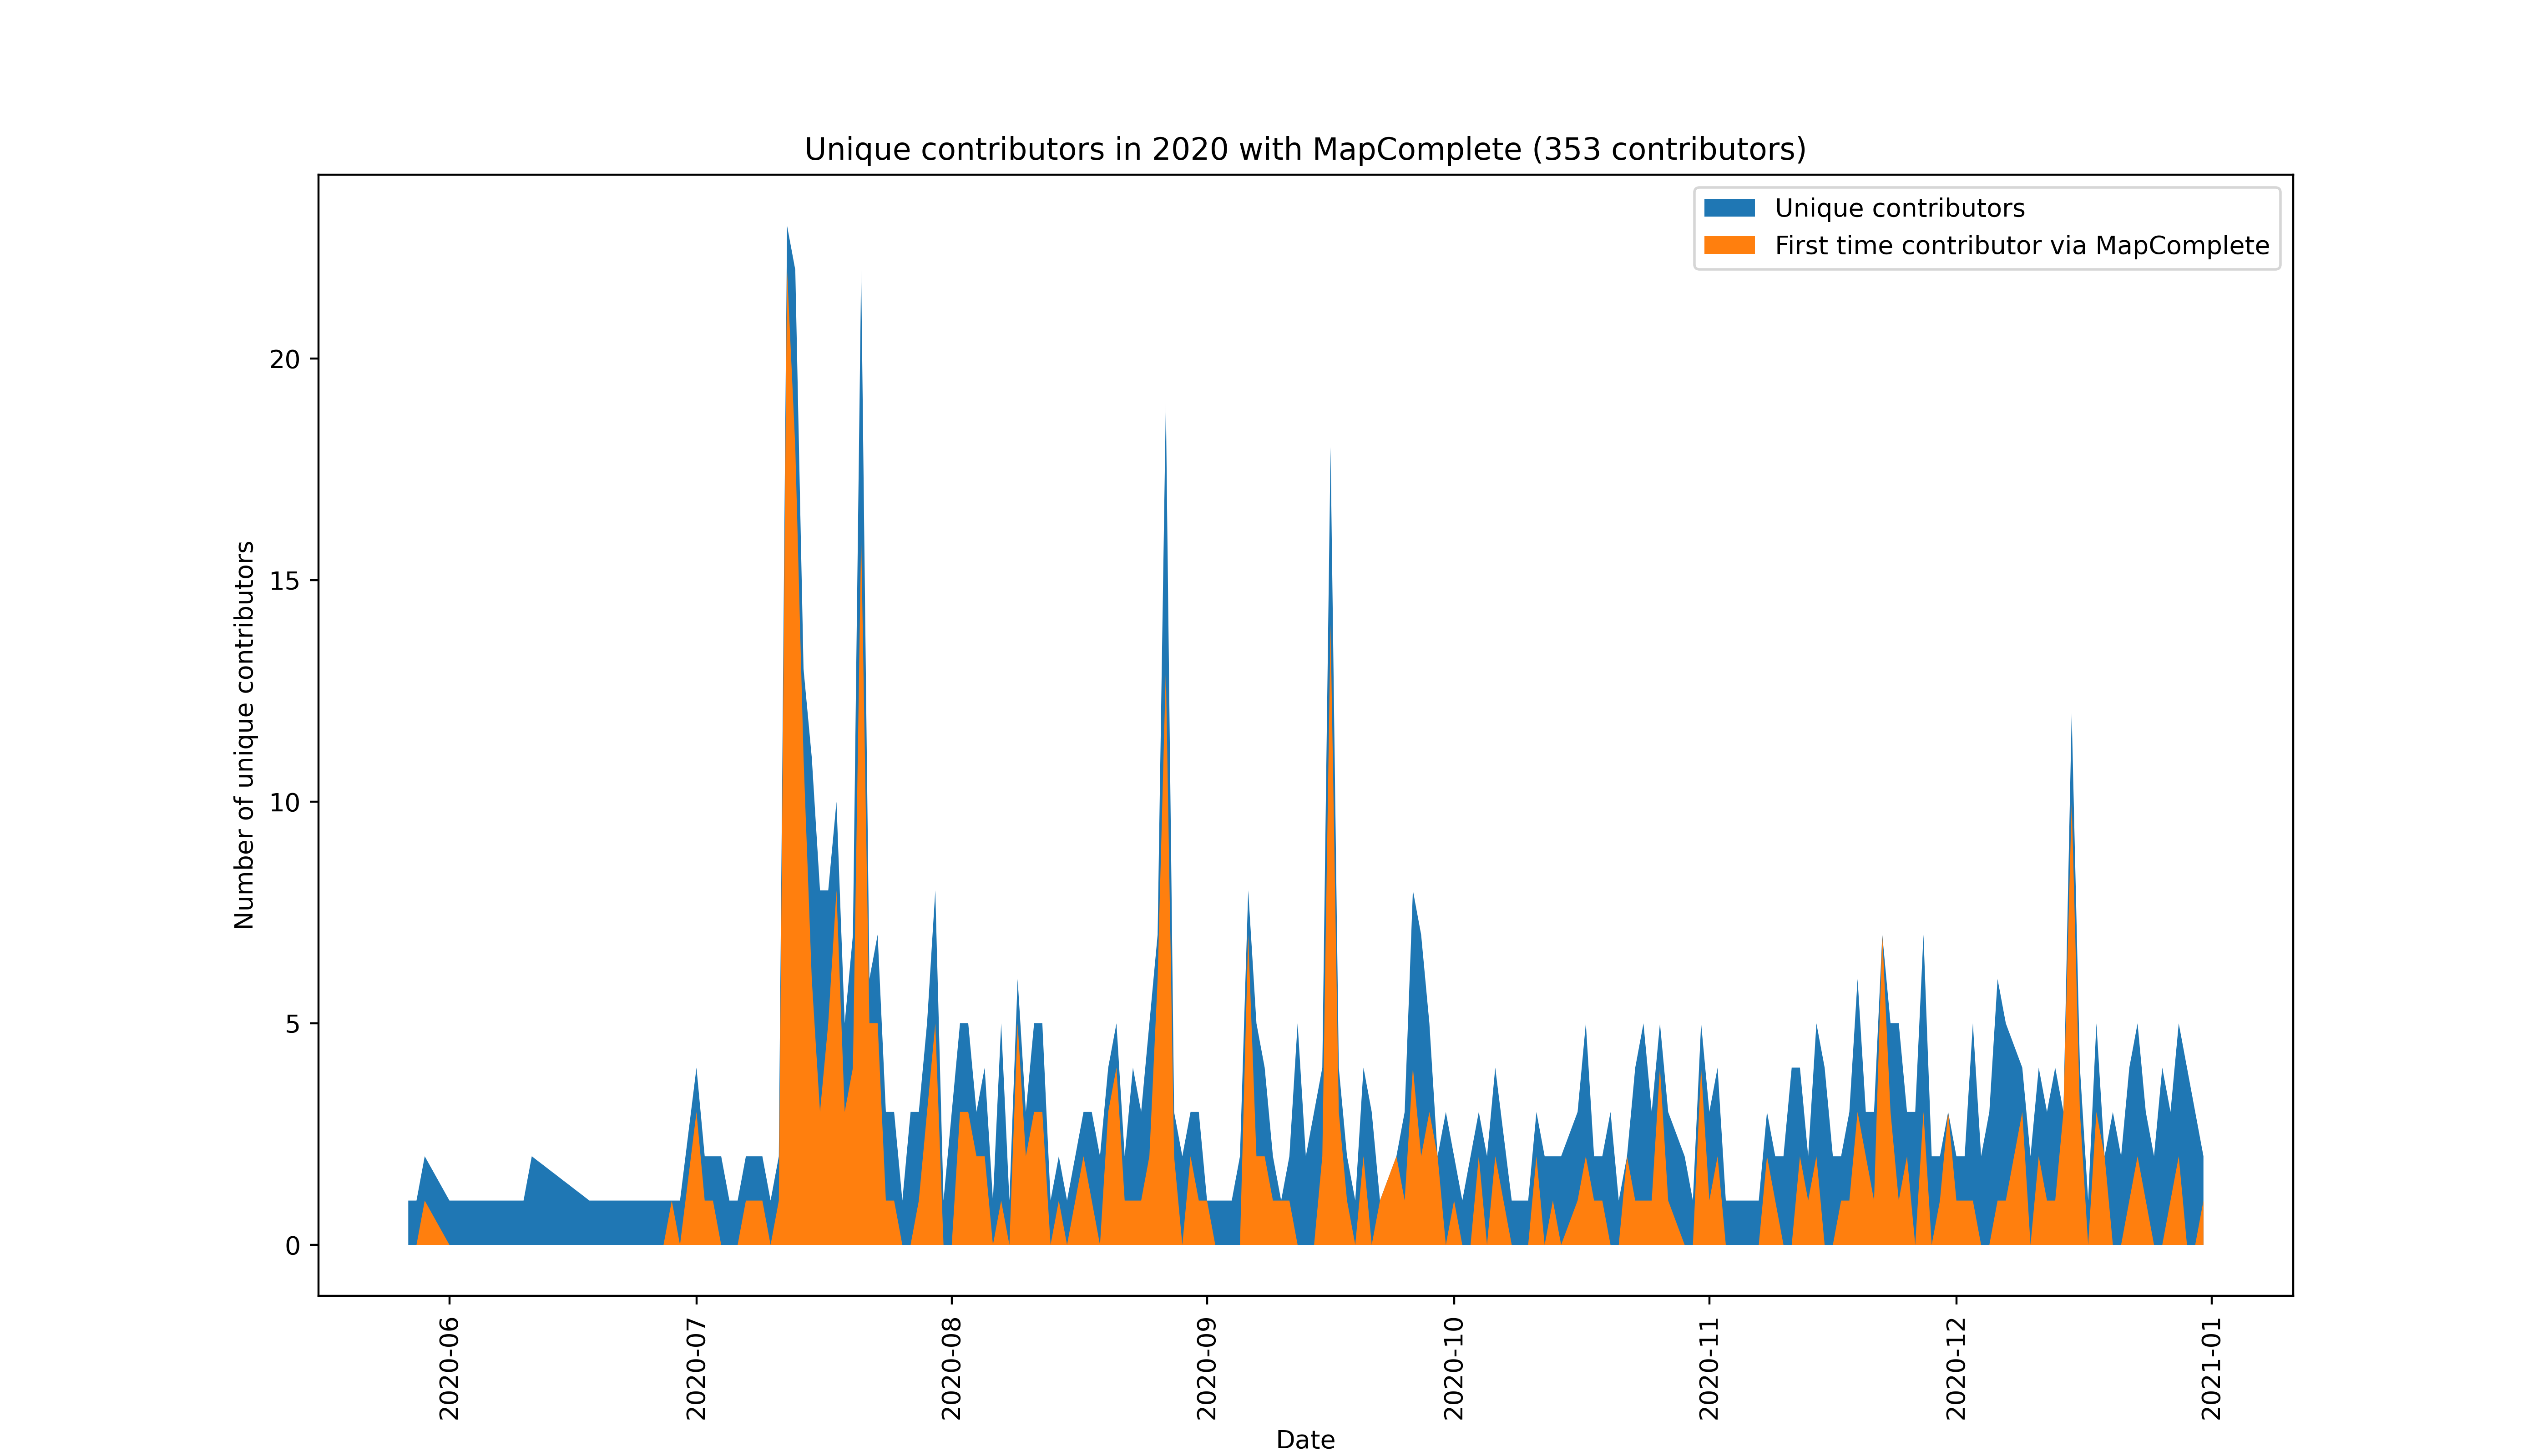 Unique contributors in 2020 with MapComplete (353 contributors)
Unique contributors
First time contributor via MapComplete
Number of unique contributors
20
15
10
5
0
2020-06
2020-07
2020-08
2020-09
2020-10
2020-11
2020-12
2021-01
Date